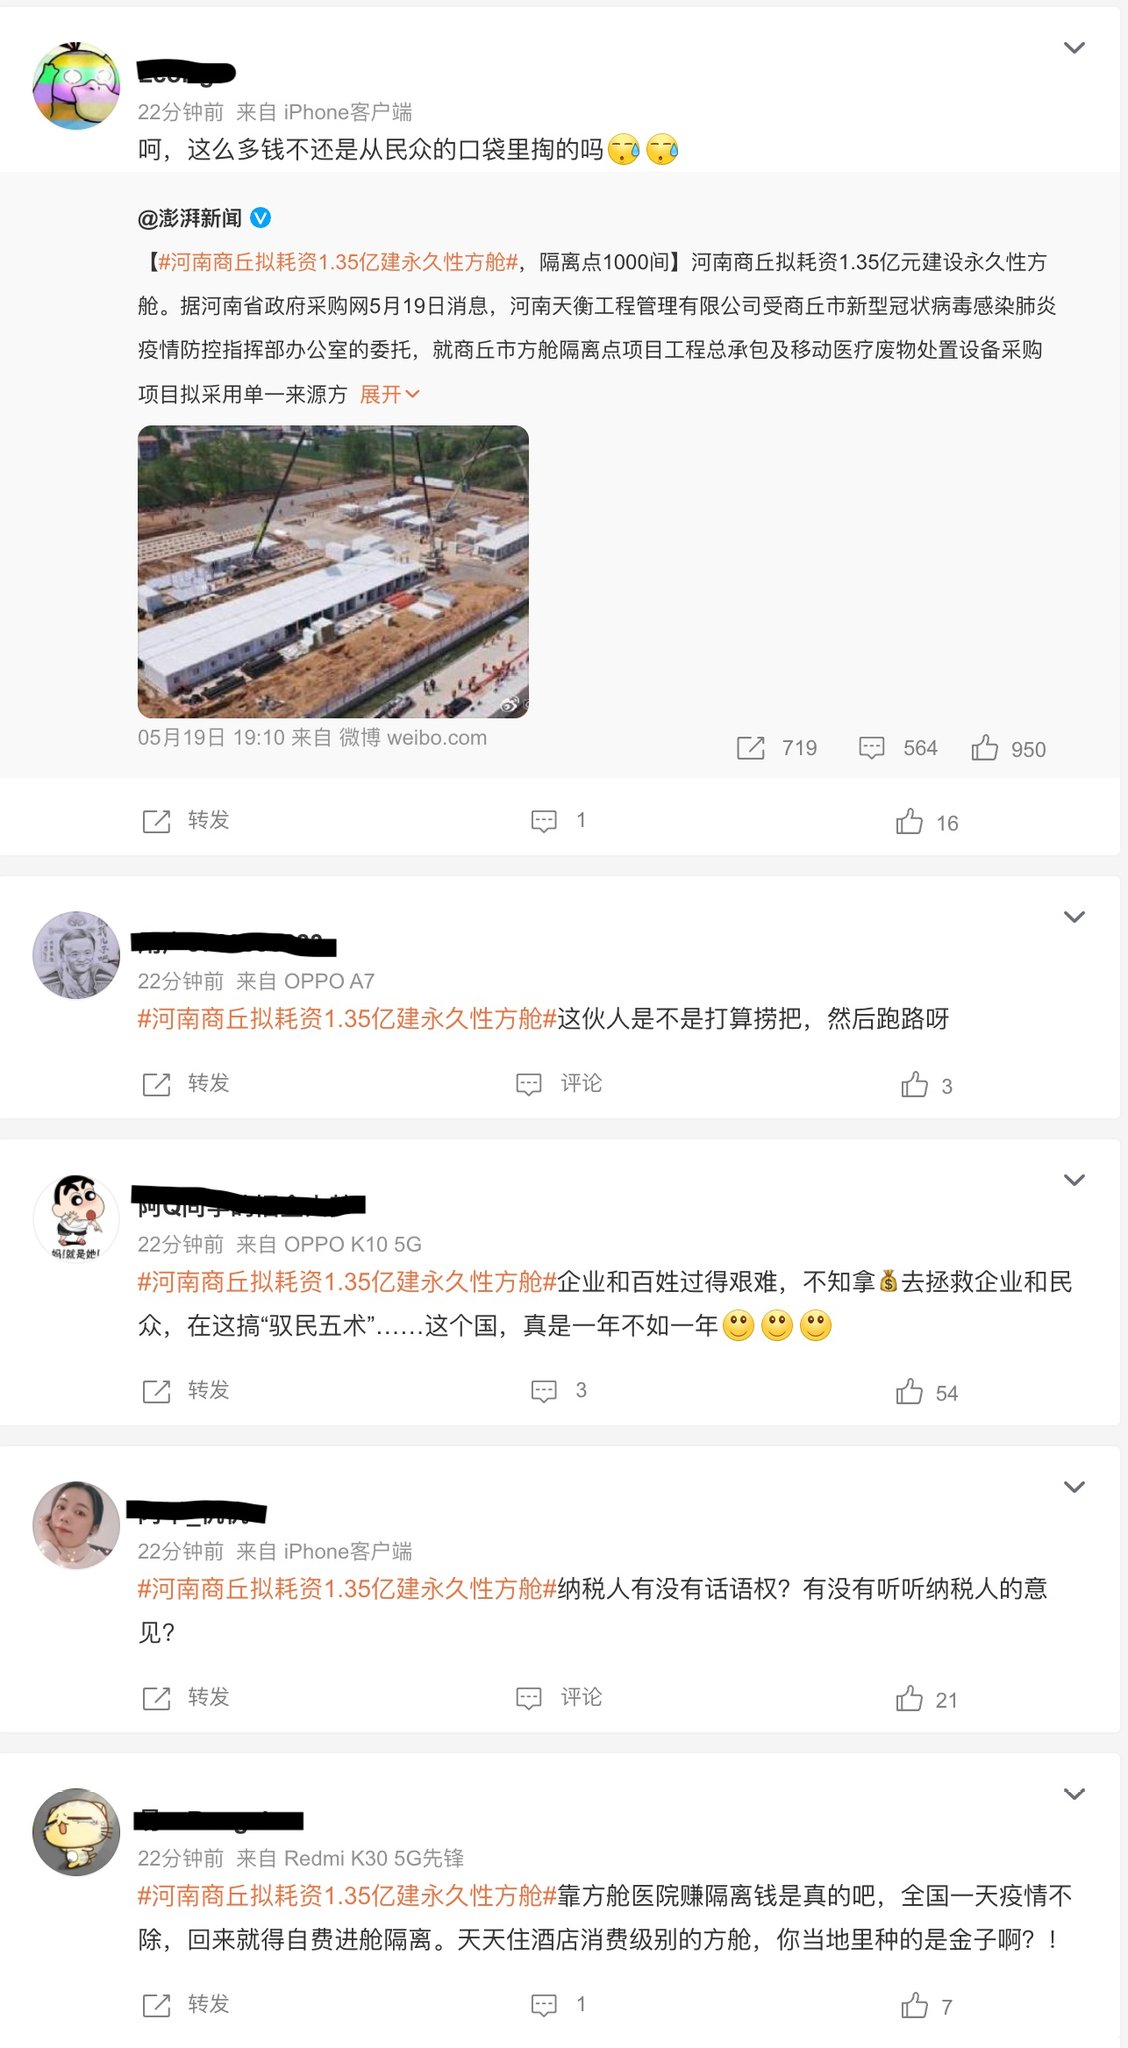 22分钟前 来自 iPhone客户端
呵，这么多钱不还是从民众的口袋里掏的吗
@澎湃新闻
【#河南商丘拟耗资1.35亿建永久性方舱#，隔离点1000间】河南商丘拟耗资1.35亿元建设永久性方
舱。据河南省政府采购网5月19日消息，河南天衡工程管理有限公司受商丘市新型冠状病毒感染肺炎
疫情防控指挥部办公室的委托，就商丘市方舱隔离点项目工程总承包及移动医疗废物处置设备采购
项目拟采用单一来源方 展开
05月19日 19:10 来自 微博 weibo.com
719 564 950
转发 1 16
22分钟前 来自 OPPO A7
#河南商丘拟耗资1.35亿建永久性方舱#这伙人是不是打算捞把，然后跑路呀
转发 评论 3
妈!就是她!
22分钟前 来自 OPPO K10 5G
#河南商丘拟耗资1.35亿建永久性方舱#企业和百姓过得艰难，不知拿💰去拯救企业和民
众，在这搞“驭民五术”……这个国，真是一年不如一年
转发 3 54
22分钟前 来自 iPhone客户端
#河南商丘拟耗资1.35亿建永久性方舱#纳税人有没有话语权？有没有听听纳税人的意
见？
转发 评论 21
22分钟前 来自 Redmi K30 5G先锋
#河南商丘拟耗资1.35亿建永久性方舱#靠方舱医院赚隔离钱是真的吧，全国一天疫情不
除，回来就得自费进舱隔离。天天住酒店消费级别的方舱，你当地里种的是金子啊？！
转发 1 7